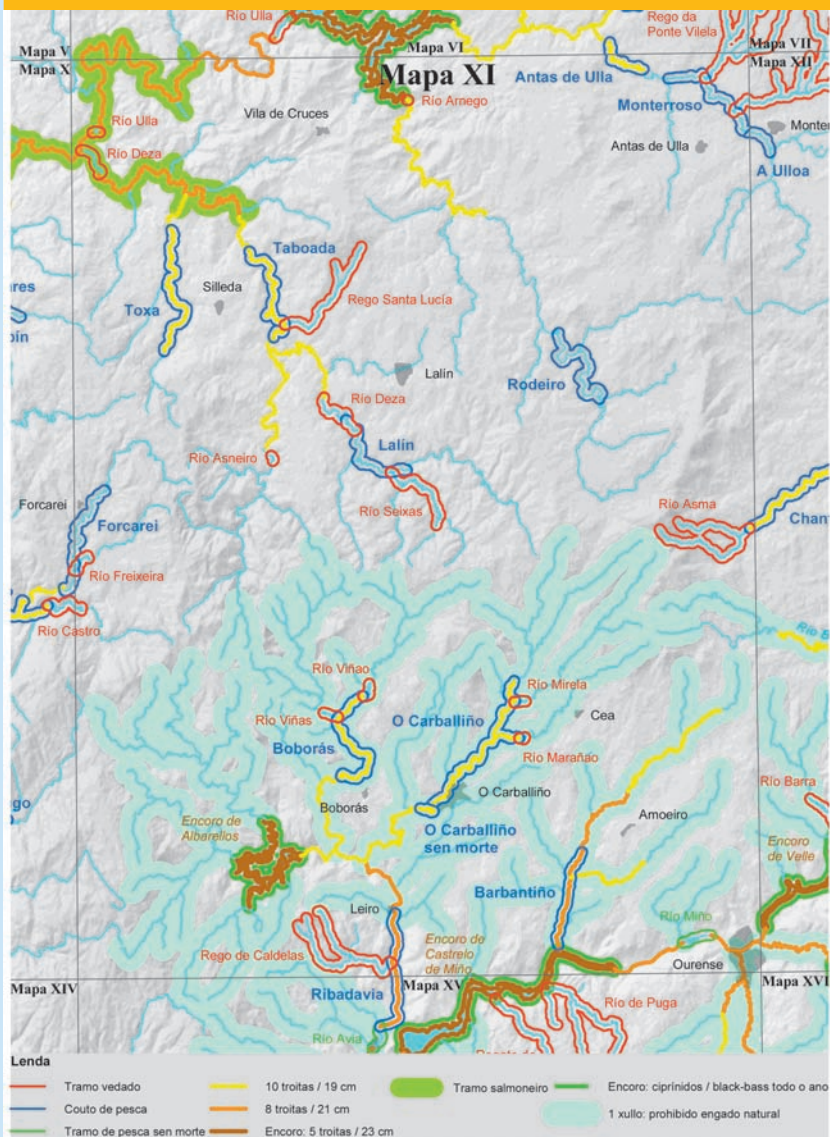 Río Ulla
Rego da
Ponte Vilela
Mapa V
Mapa VI
Mapa VII
Mapa X
Mapa XI
Mapa XII
Antas de Ulla
Río Arnego
Monterroso
Vila de Cruces
Río Ulla
Antas de Ulla
Río Deza
A Ulloa
Taboada
Silleda
Rego Santa Lucía
Toxa
Lalín
Rodeiro
Río Deza
Lalín
Río Asneiro
Forcarei
Forcarei
Río Seixas
Río Asma
Río Freixeira
Río Castro
Río Viñao
Río Mirela
Río Viñas
O Carballiño
Cea
Boborás
Río Marañao
Río Barra
Boborás
O Carballiño
Encoro de
Albarellos
O Carballiño
sen morte
Amoeiro
Encoro
de Velle
Barbantiño
Leiro
Río Miño
Rego de Caldelas
Encoro de
Castrelo
de Miño
Ourense
Mapa XIV
Ribadavia
Mapa XV
Mapa XVI
Río de Puga
Río Avia
Lenda
Tramo vedado
10 troitas / 19 cm
Tramo salmoneiro
Encoro: ciprínidos / black-bass todo o ano
Couto de pesca
8 troitas / 21 cm
1 xullo: prohibido engado natural
Tramo de pesca sen morte
Encoro: 5 troitas / 23 cm